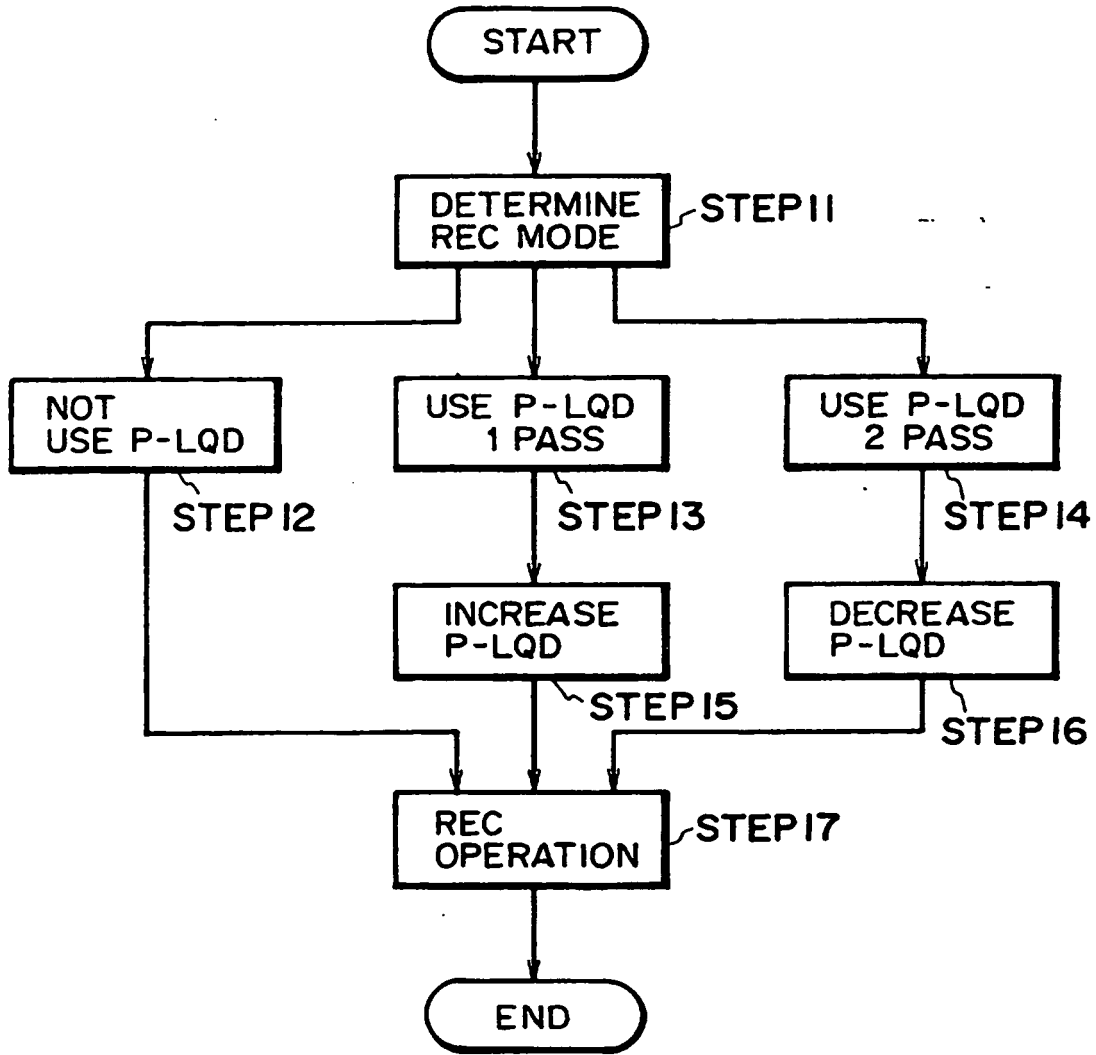 START
DETERMINE
REC MODE
STEP11
NOT
USE P-LQD
STEP12
USE P-LQD
1 PASS
STEP13
USE P-LQD
2 PASS
STEP14
INCREASE
P-LQD
STEP15
DECREASE
P-LQD
STEP16
REC
OPERATION
STEP17
END